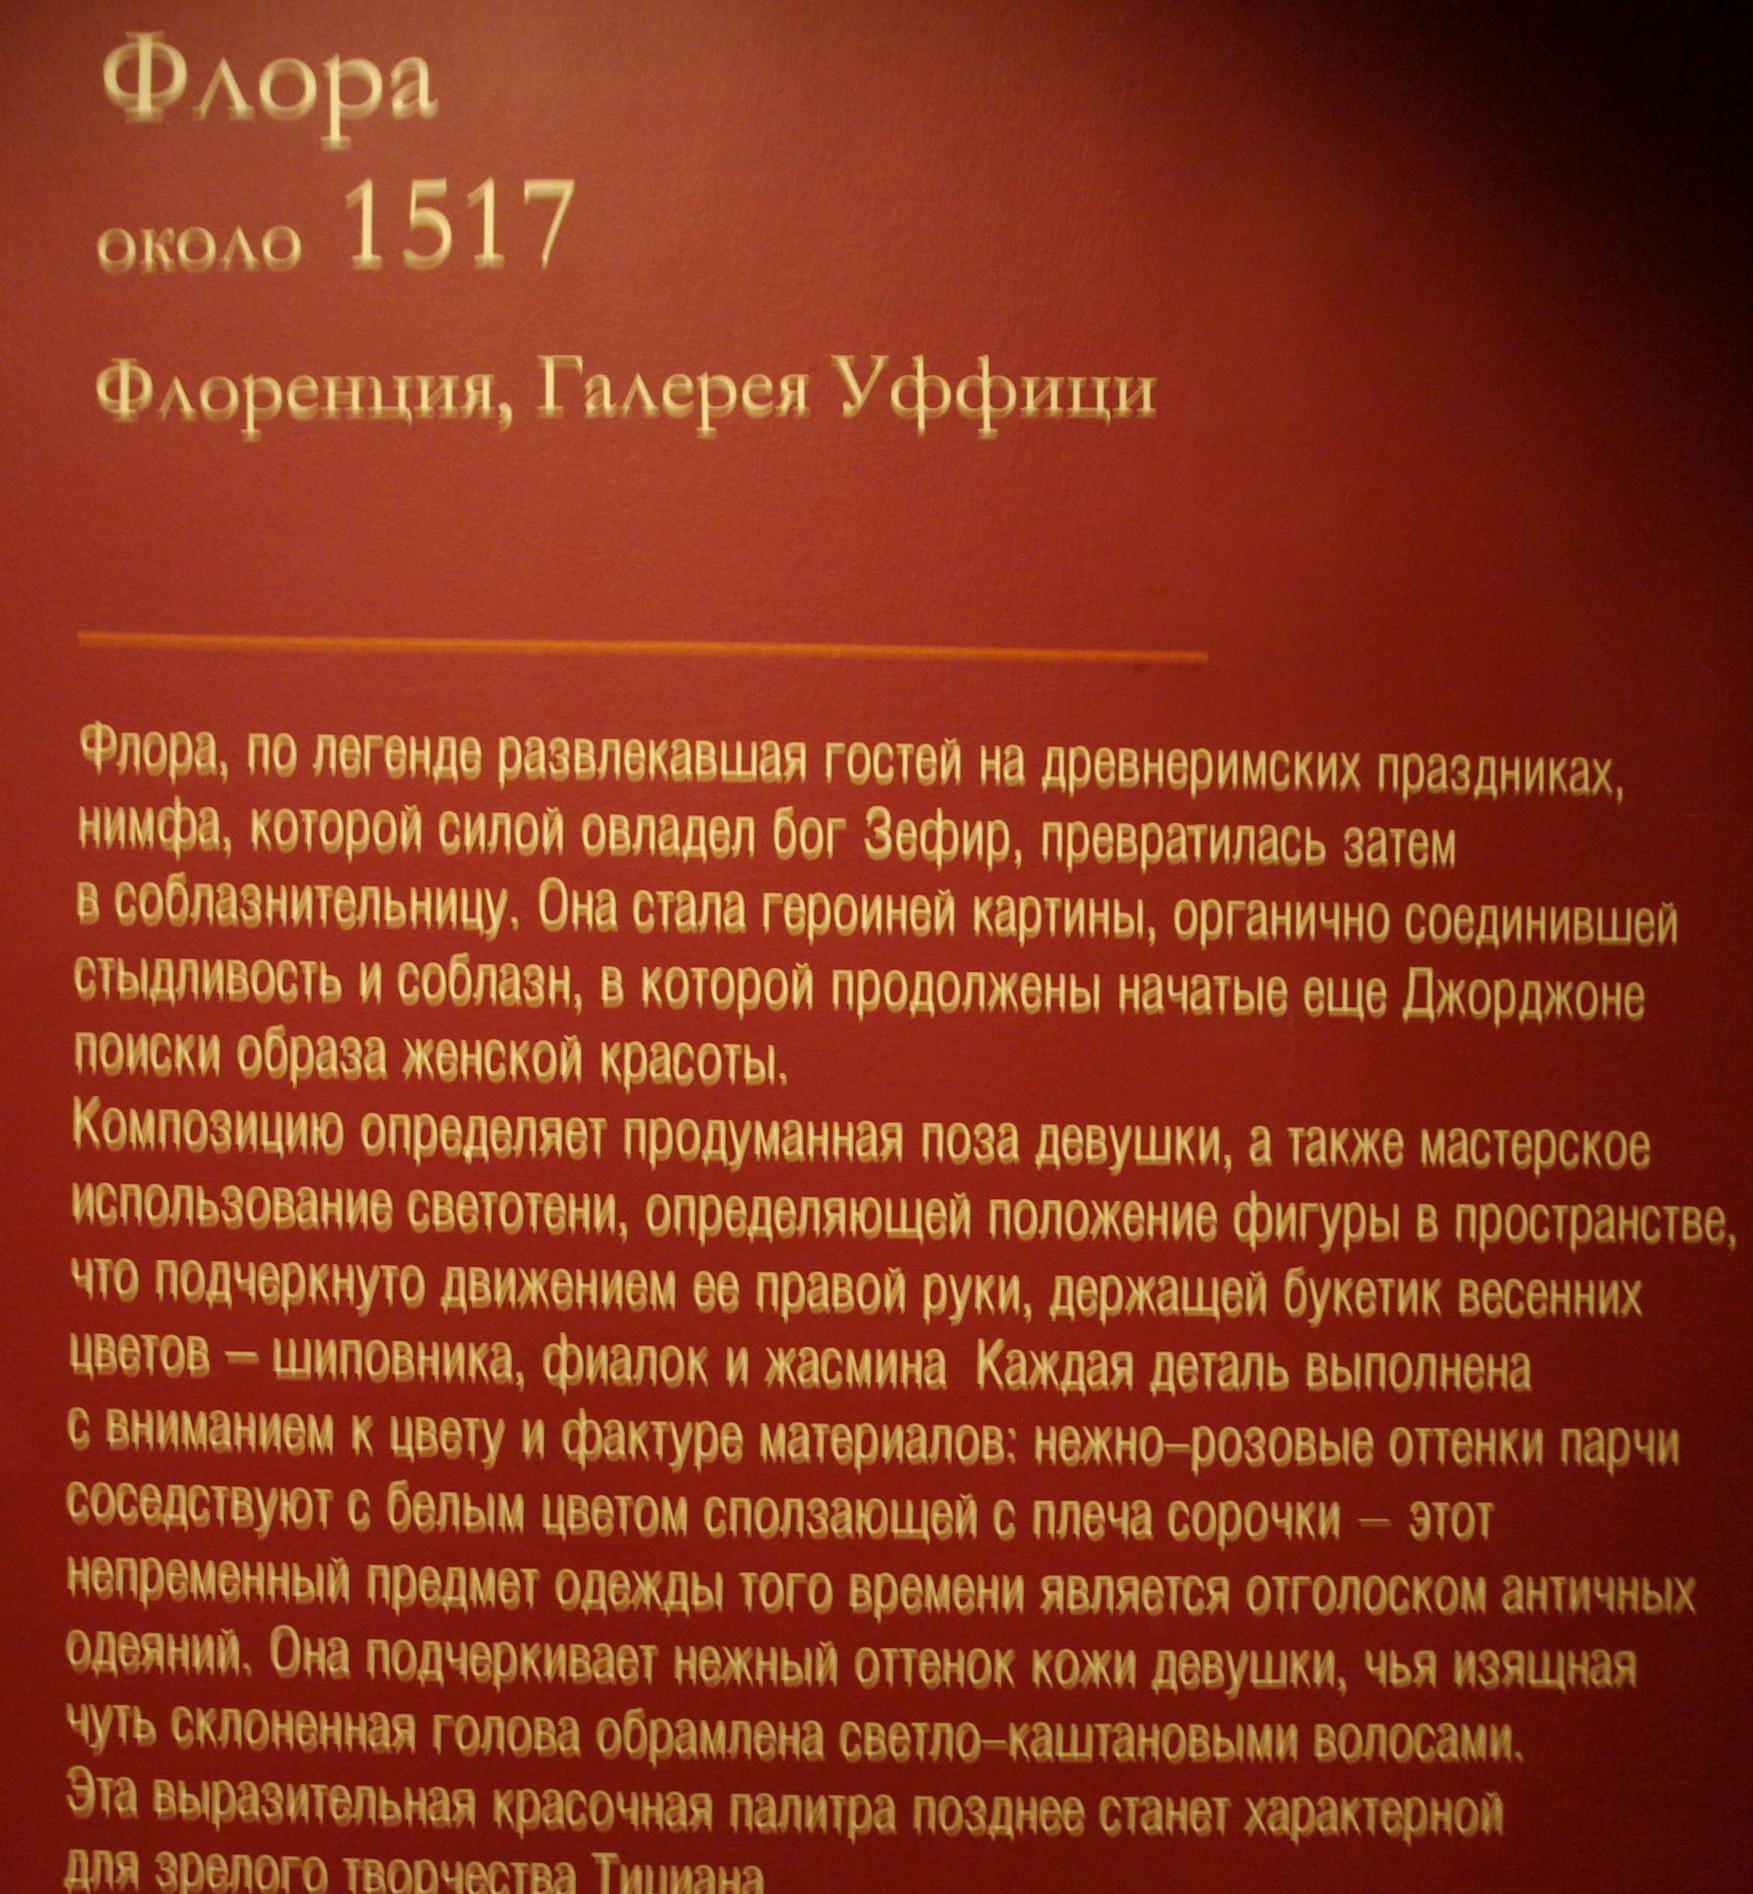 Флора
около 1517
Флоренция, Галерея Уффици
Флора, по легенде развлекавшая гостей на древнеримских праздниках,
нимфа, которой силой овладел бог Зефир, превратилась затем
в соблазнительницу. Она стала героиней картины, органично соединившей
стыдливость и соблазн, в которой продолжены начатые еще Джорджоне
поиски образа женской красоты.
Композицию определяет продуманная поза девушки, а также мастерское
использование светотени, определяющей положение фигуры в пространстве,
что подчеркнуто движением ее правой руки, держащей букетик весенних
цветов – шиповника, фиалок и жасмина  Каждая деталь выполнена
с вниманием к цвету и фактуре материалов: нежно–розовые оттенки парчи
соседствуют с белым цветом сползающей с плеча сорочки – этот
непременный предмет одежды того времени является отголоском античных
одеяний. Она подчеркивает нежный оттенок кожи девушки, чья изящная
чуть склоненная голова обрамлена светло–каштановыми волосами.
Эта выразительная красочная палитра позднее станет характерной
для зрелого творчества Тициана